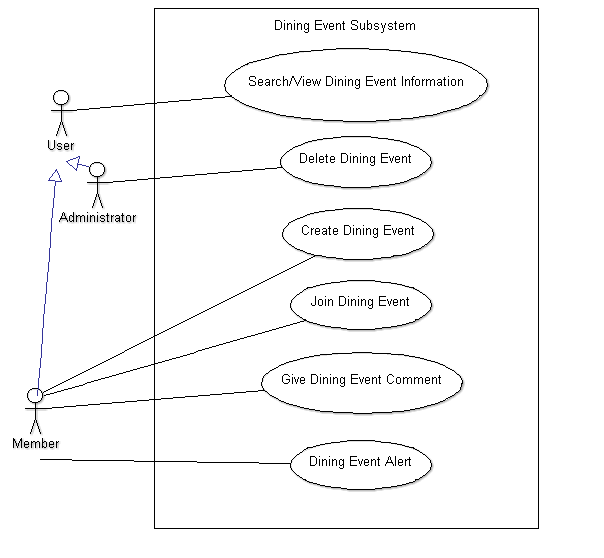 Dining Event Subsystem
Search/View Dining Event Information
User
Delete Dining Event
Administrator
Create Dining Event
Join Dining Event
Give Dining Event Comment
Member
Dining Event Alert